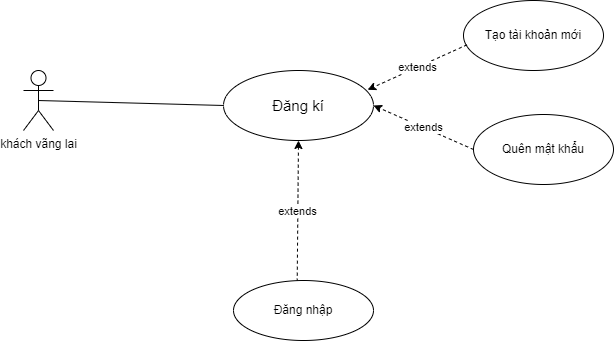 Tạo tài khoản mới
extends
Đăng kí
khách vãng lai
extends
Quên mật khẩu
extends
Đăng nhập